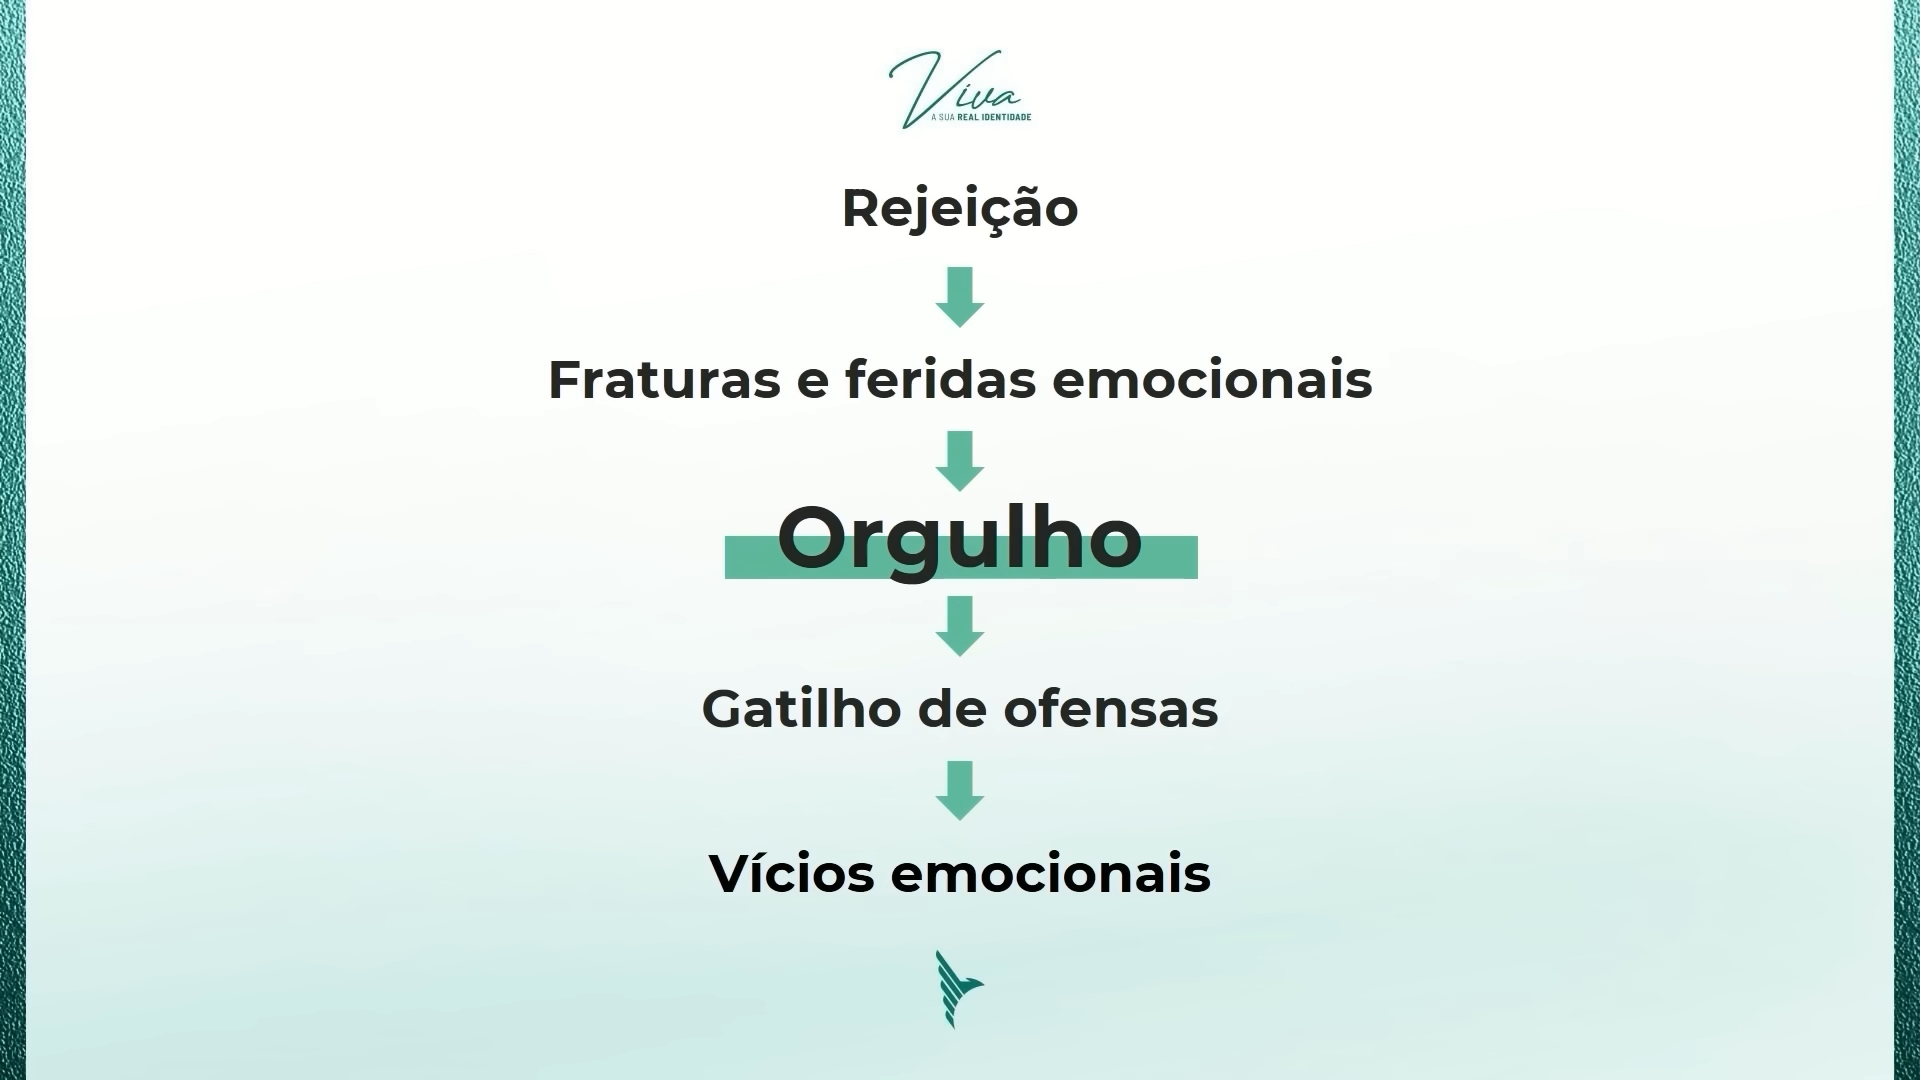 Viva
A SUA REAL IDENTIDADE
Rejeição
Fraturas e feridas emocionais
Orgulho
Gatilho de ofensas
Vícios emocionais